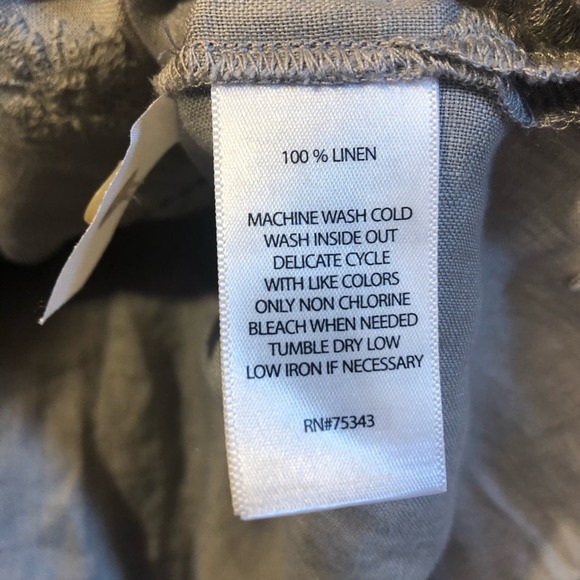 100 % LINEN
MACHINE WASH COLD
WASH INSIDE OUT
DELICATE CYCLE
WITH LIKE COLORS
ONLY NON CHLORINE
BLEACH WHEN NEEDED
TUMBLE DRY LOW
LOW IRON IF NECESSARY
RN#75343